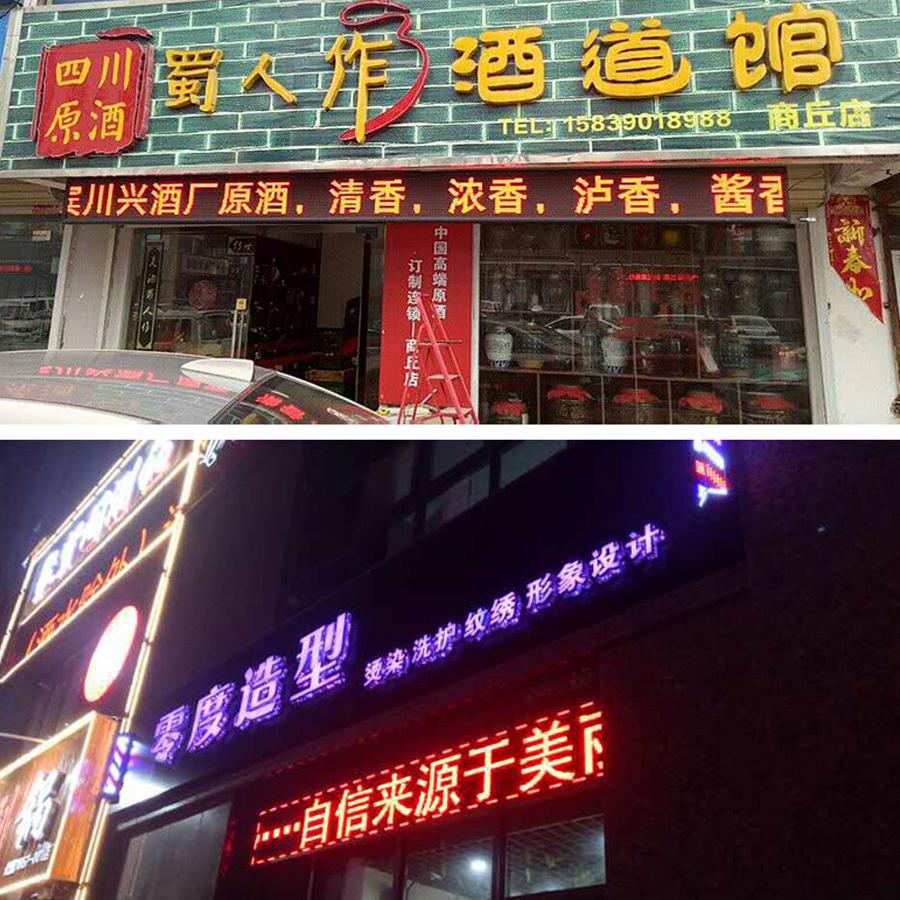 四川
原酒
蜀人作酒道馆
TEL: 15839018988 商丘店
川兴酒厂原酒，清香，浓香，泸香，酱香
中国高端原酒
订制连锁—商丘店
新春
零度造型
烫染 洗护 纹绣 形象设计
自信来源于美丽